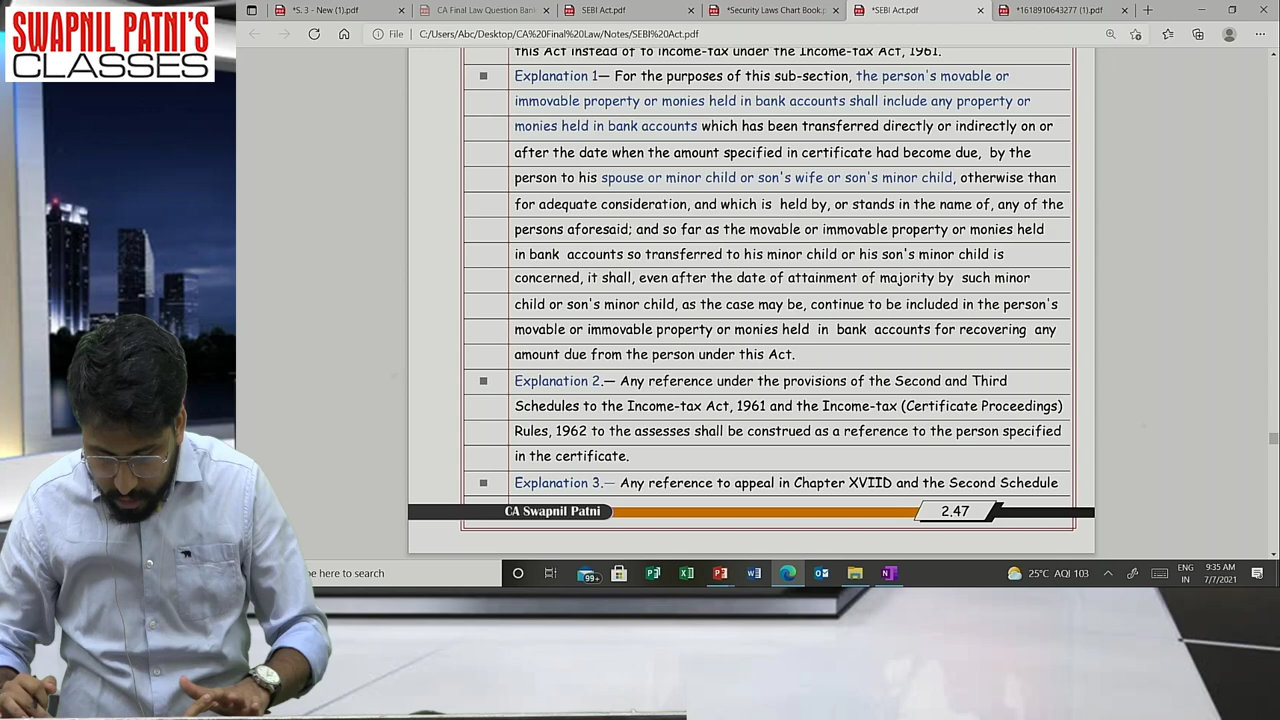 SWAPNIL PATNI'S
CLASSES
*S. 3 - New (1).pdf
CA Final Law Question Ban
SEBI Act.pdf
*Security Laws Chart Book.p
*SEBI Act.pdf
*1618910643277 (1).pdf
File
C:/Users/Abc/Desktop/CA%20Final%20Law/Notes/SEBI%20Act.pdf
this Act instead of to income-tax under the Income-tax Act, 1961.
Explanation 1— For the purposes of this sub-section, the person's movable or
immovable property or monies held in bank accounts shall include any property or
monies held in bank accounts which has been transferred directly or indirectly on or
after the date when the amount specified in certificate had become due, by the
person to his spouse or minor child or son's wife or son's minor child, otherwise than
for adequate consideration, and which is held by, or stands in the name of, any of the
persons aforesaid; and so far as the movable or immovable property or monies held
in bank accounts so transferred to his minor child or his son's minor child is
concerned, it shall, even after the date of attainment of majority by such minor
child or son's minor child, as the case may be, continue to be included in the person's
movable or immovable property or monies held in bank accounts for recovering any
amount due from the person under this Act.
Explanation 2.— Any reference under the provisions of the Second and Third
Schedules to the Income-tax Act, 1961 and the Income-tax (Certificate Proceedings)
Rules, 1962 to the assesses shall be construed as a reference to the person specified
in the certificate.
Explanation 3.— Any reference to appeal in Chapter XVIID and the Second Schedule
CA Swapnil Patni
2.47
pe here to search
99+
25°C AQI 103
ENG
IN
9:35 AM
7/7/2021